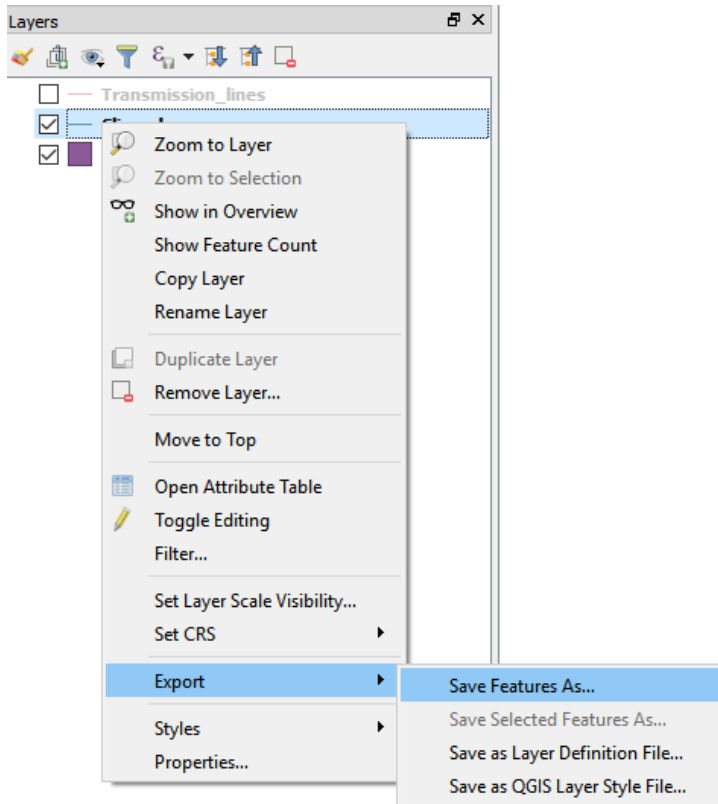 Layers
Transmission_lines
Zoom to Layer
Zoom to Selection
Show in Overview
Show Feature Count
Copy Layer
Rename Layer
Duplicate Layer
Remove Layer...
Move to Top
Open Attribute Table
Toggle Editing
Filter...
Set Layer Scale Visibility...
Set CRS
Export
Save Features As...
Save Selected Features As...
Styles
Save as Layer Definition File...
Properties...
Save as QGIS Layer Style File...